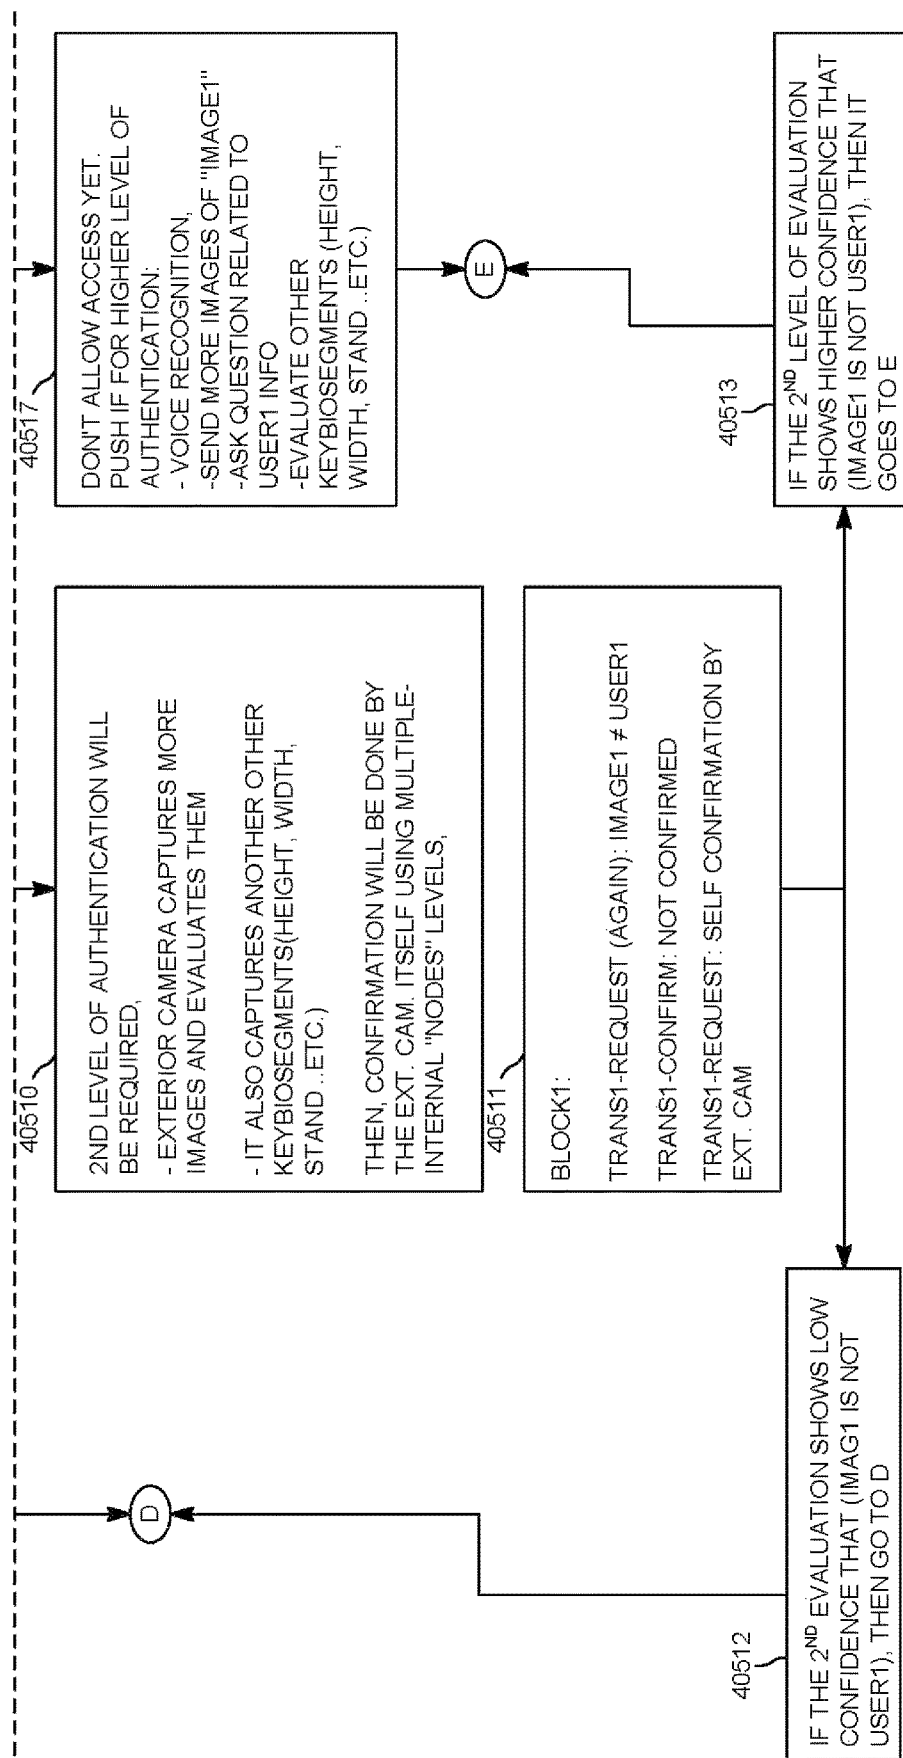 40517
DON'T ALLOW ACCESS YET.
PUSH IF FOR HIGHER LEVEL OF
AUTHENTICATION:
- VOICE RECOGNITION,
-SEND MORE IMAGES OF "IMAGE1"
-ASK QUESTION RELATED TO
USER1 INFO
-EVALUATE OTHER
KEYBIOSEGMENTS (HEIGHT,
WIDTH, STAND ..ETC.)
E
40513
IF THE 2ND LEVEL OF EVALUATION
SHOWS HIGHER CONFIDENCE THAT
(IMAGE1 IS NOT USER1), THEN IT
GOES TO E
40510
2ND LEVEL OF AUTHENTICATION WILL
BE REQUIRED,
- EXTERIOR CAMERA CAPTURES MORE
IMAGES AND EVALUATES THEM
- IT ALSO CAPTURES ANOTHER OTHER
KEYBIOSEGMENTS(HEIGHT, WIDTH,
STAND ..ETC.)
THEN, CONFIRMATION WILL BE DONE BY
THE EXT. CAM. ITSELF USING MULTIPLE-
INTERNAL "NODES" LEVELS,
40511
BLOCK1:
TRANS1-REQUEST (AGAIN): IMAGE1 ≠ USER1
TRANS1-CONFIRM: NOT CONFIRMED
TRANS1-REQUEST: SELF CONFIRMATION BY
EXT. CAM
D
40512
IF THE 2ND EVALUATION SHOWS LOW
CONFIDENCE THAT (IMAG1 IS NOT
USER1), THEN GO TO D